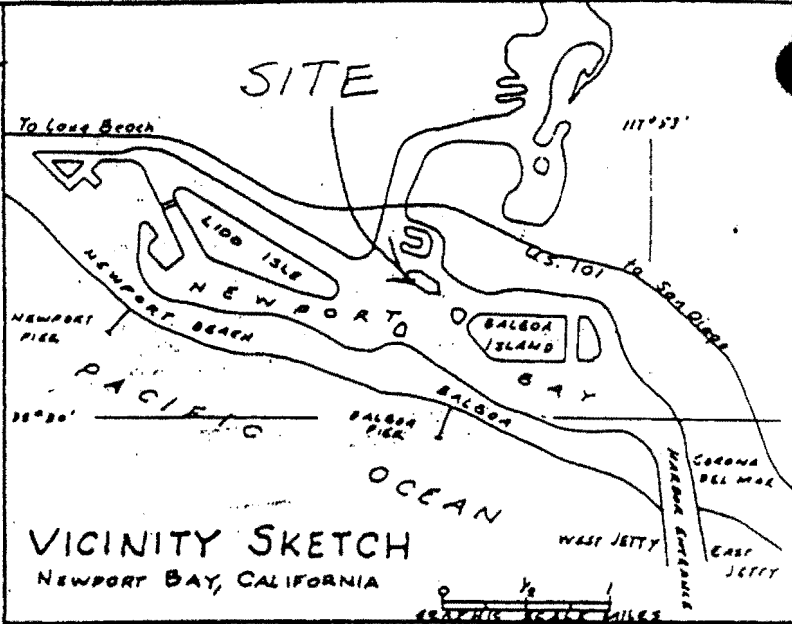 SITE
To Long Beach
117°53'
LIDO
ISLE
U.S. 101 to San Diego
NEWPORT
BAY
NEWPORT BEACH
NEWPORT
PIER
BALBOA
ISLAND
PACIFIC
OCEAN
BALBOA
BALBOA
PIER
CORONA
DEL MAR
HARBOR ENTRANCE
WEST JETTY
EAST
JETTY
VICINITY SKETCH
NEWPORT BAY, CALIFORNIA
0 1/2 1
GRAPHIC SCALE MILES